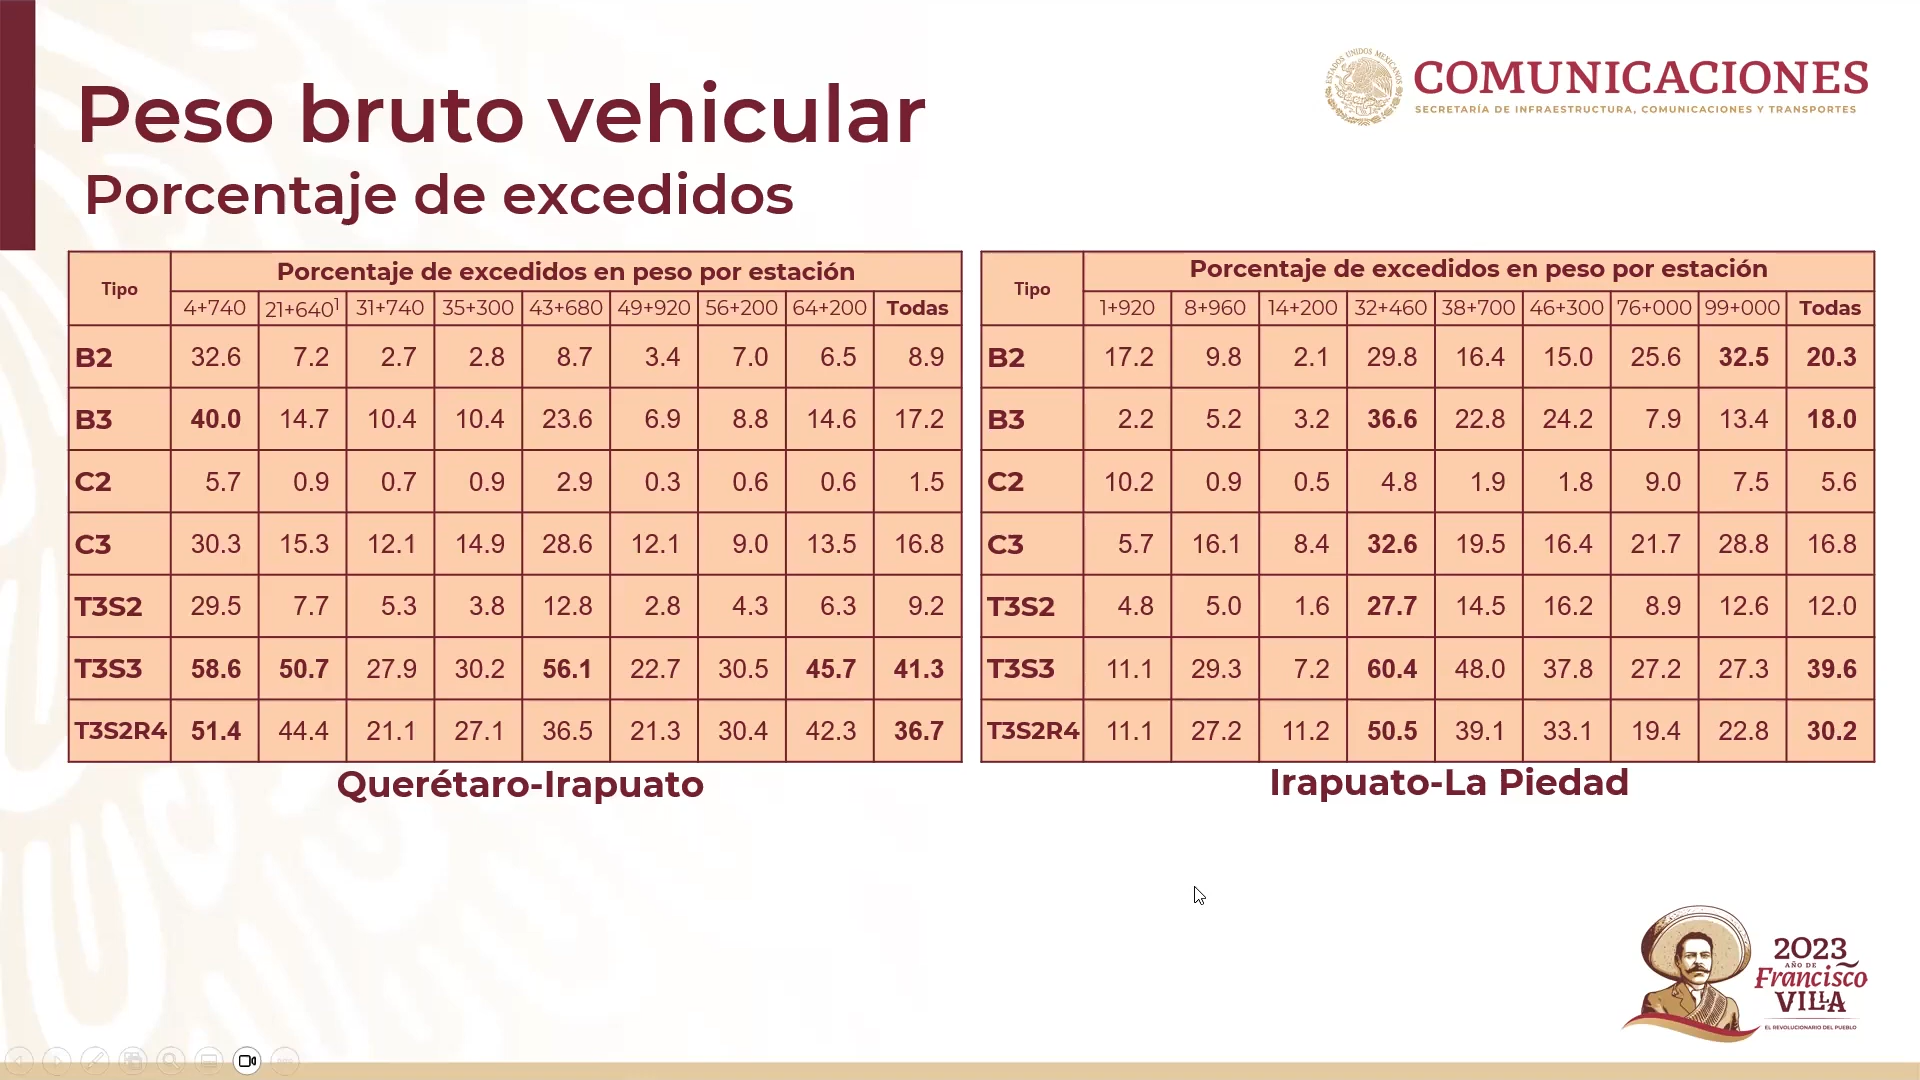 Peso bruto vehicular
Porcentaje de excedidos
ESTADOS UNIDOS MEXICANOS
COMUNICACIONES
SECRETARÍA DE INFRAESTRUCTURA, COMUNICACIONES Y TRANSPORTES
Tipo Porcentaje de excedidos en peso por estación
4+740 21+640¹ 31+740 35+300 43+680 49+920 56+200 64+200 Todas
B2 32.6 7.2 2.7 2.8 8.7 3.4 7.0 6.5 8.9
B3 40.0 14.7 10.4 10.4 23.6 6.9 8.8 14.6 17.2
C2 5.7 0.9 0.7 0.9 2.9 0.3 0.6 0.6 1.5
C3 30.3 15.3 12.1 14.9 28.6 12.1 9.0 13.5 16.8
T3S2 29.5 7.7 5.3 3.8 12.8 2.8 4.3 6.3 9.2
T3S3 58.6 50.7 27.9 30.2 56.1 22.7 30.5 45.7 41.3
T3S2R4 51.4 44.4 21.1 27.1 36.5 21.3 30.4 42.3 36.7
Querétaro-Irapuato
Tipo Porcentaje de excedidos en peso por estación
1+920 8+960 14+200 32+460 38+700 46+300 76+000 99+000 Todas
B2 17.2 9.8 2.1 29.8 16.4 15.0 25.6 32.5 20.3
B3 2.2 5.2 3.2 36.6 22.8 24.2 7.9 13.4 18.0
C2 10.2 0.9 0.5 4.8 1.9 1.8 9.0 7.5 5.6
C3 5.7 16.1 8.4 32.6 19.5 16.4 21.7 28.8 16.8
T3S2 4.8 5.0 1.6 27.7 14.5 16.2 8.9 12.6 12.0
T3S3 11.1 29.3 7.2 60.4 48.0 37.8 27.2 27.3 39.6
T3S2R4 11.1 27.2 11.2 50.5 39.1 33.1 19.4 22.8 30.2
Irapuato-La Piedad
2023
AÑO DE
Francisco
VILLA
EL REVOLUCIONARIO DEL PUEBLO